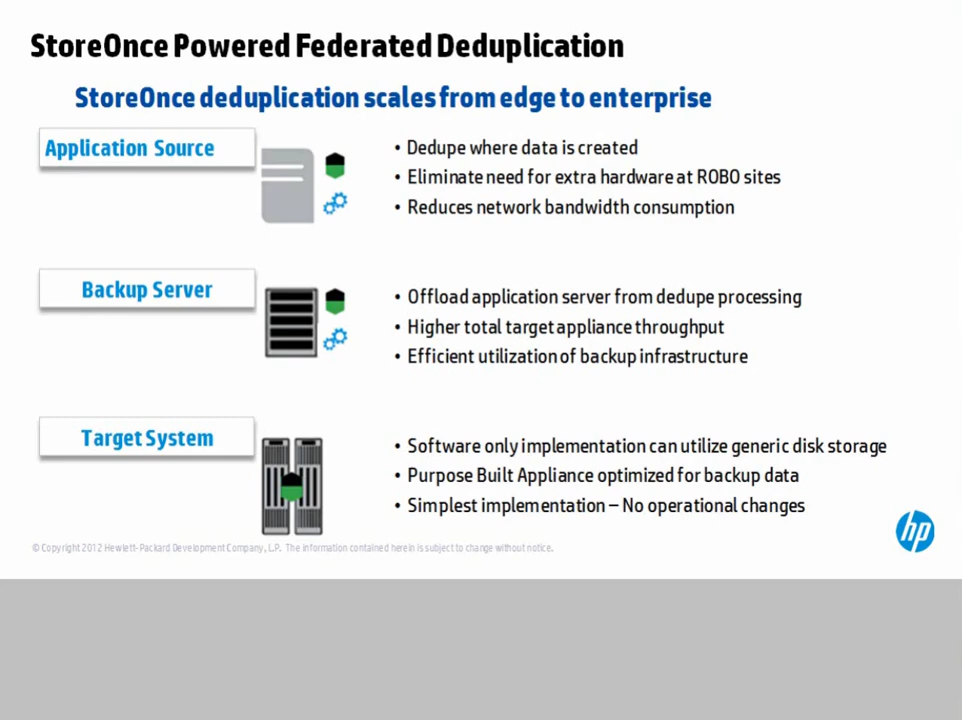 StoreOnce Powered Federated Deduplication
StoreOnce deduplication scales from edge to enterprise
Application Source
• Dedupe where data is created
• Eliminate need for extra hardware at ROBO sites
• Reduces network bandwidth consumption
Backup Server
• Offload application server from dedupe processing
• Higher total target appliance throughput
• Efficient utilization of backup infrastructure
Target System
• Software only implementation can utilize generic disk storage
• Purpose Built Appliance optimized for backup data
• Simplest implementation – No operational changes
hp
© Copyright 2012 Hewlett-Packard Development Company, L.P. The information contained herein is subject to change without notice.